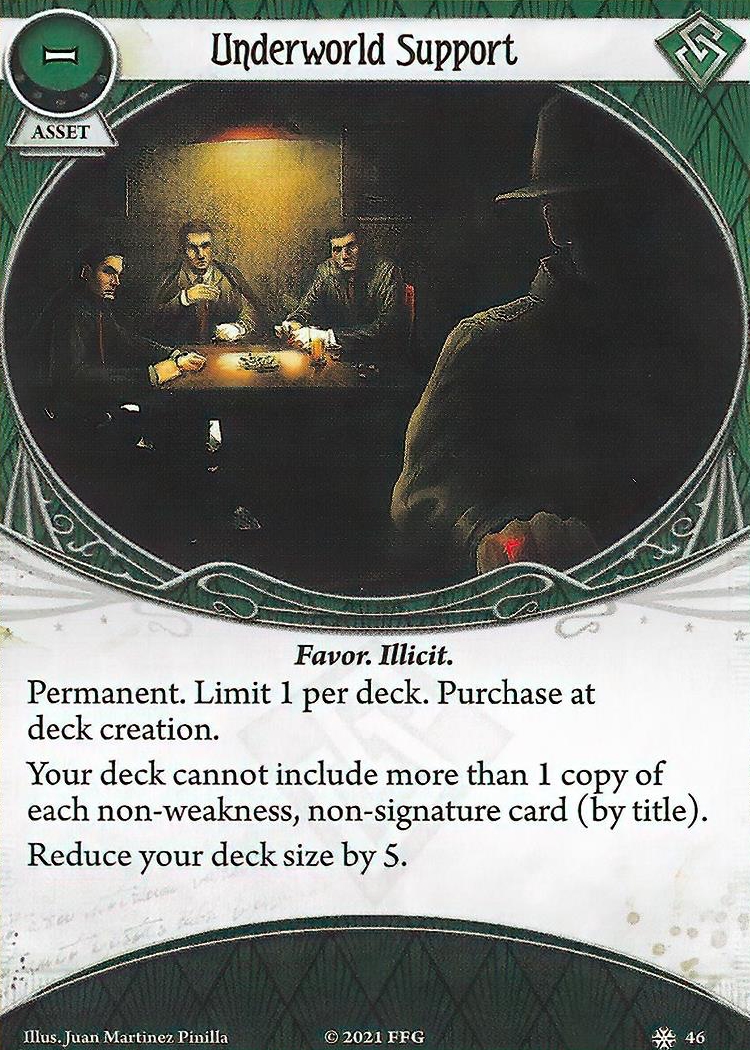 Underworld Support
ASSET
Favor. Illicit.
Permanent. Limit 1 per deck. Purchase at
deck creation.
Your deck cannot include more than 1 copy of
each non-weakness, non-signature card (by title).
Reduce your deck size by 5.
Illus. Juan Martinez Pinilla © 2021 FFG 46